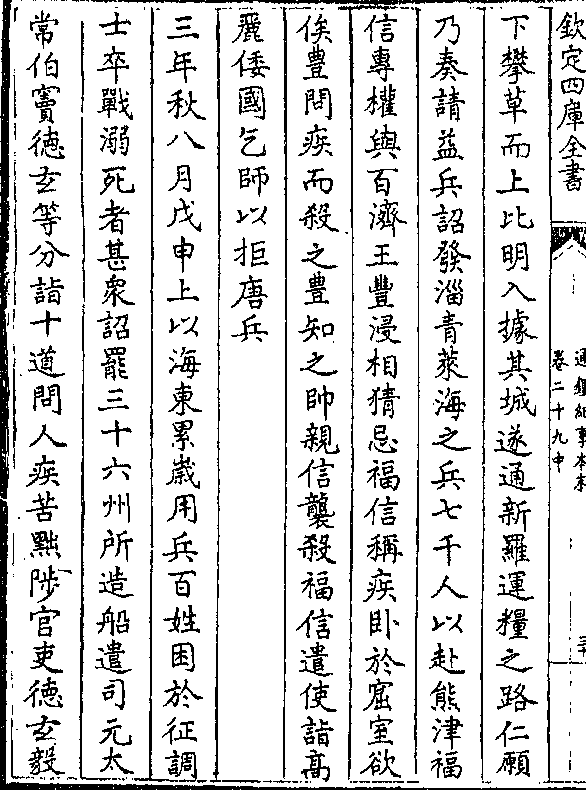 欽定四庫全書
通鑑紀事本末
卷二十九中
下攀草而上比明入據其城遂通新羅運糧之路仁願
乃奏請益兵詔發淄青萊海之兵七千人以赴熊津福
信專權與百濟王豐浸相猜忌福信稱疾卧於窟室欲
俟豐問疾而殺之豐知之帥親信襲殺福信遣使詣高
麗倭國乞師以拒唐兵
三年秋八月戊申上以海東累歲用兵百姓困於征調
士卒戰溺死者甚衆詔罷三十六州所造船遣司元太
常伯竇德玄等分詣十道問人疾苦黜陟官吏德玄毅